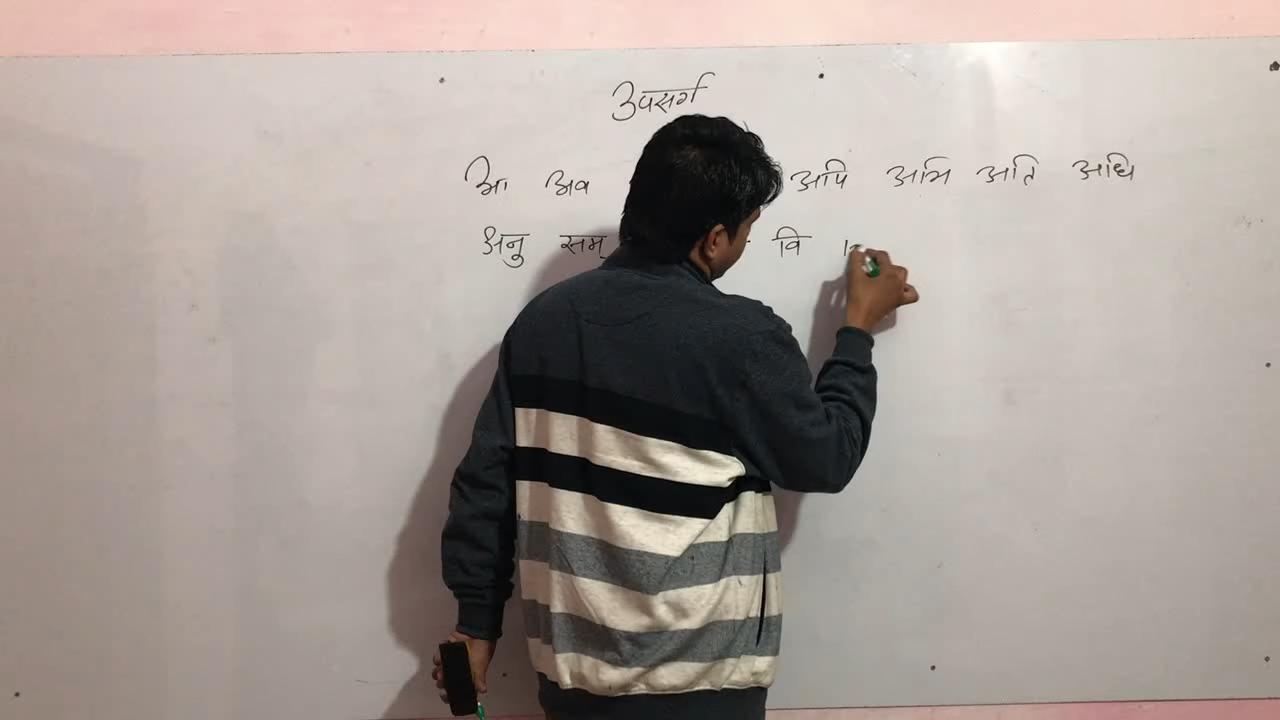 उपसर्ग
आ अव अपि अभि अति अधि
अनु सम् वि